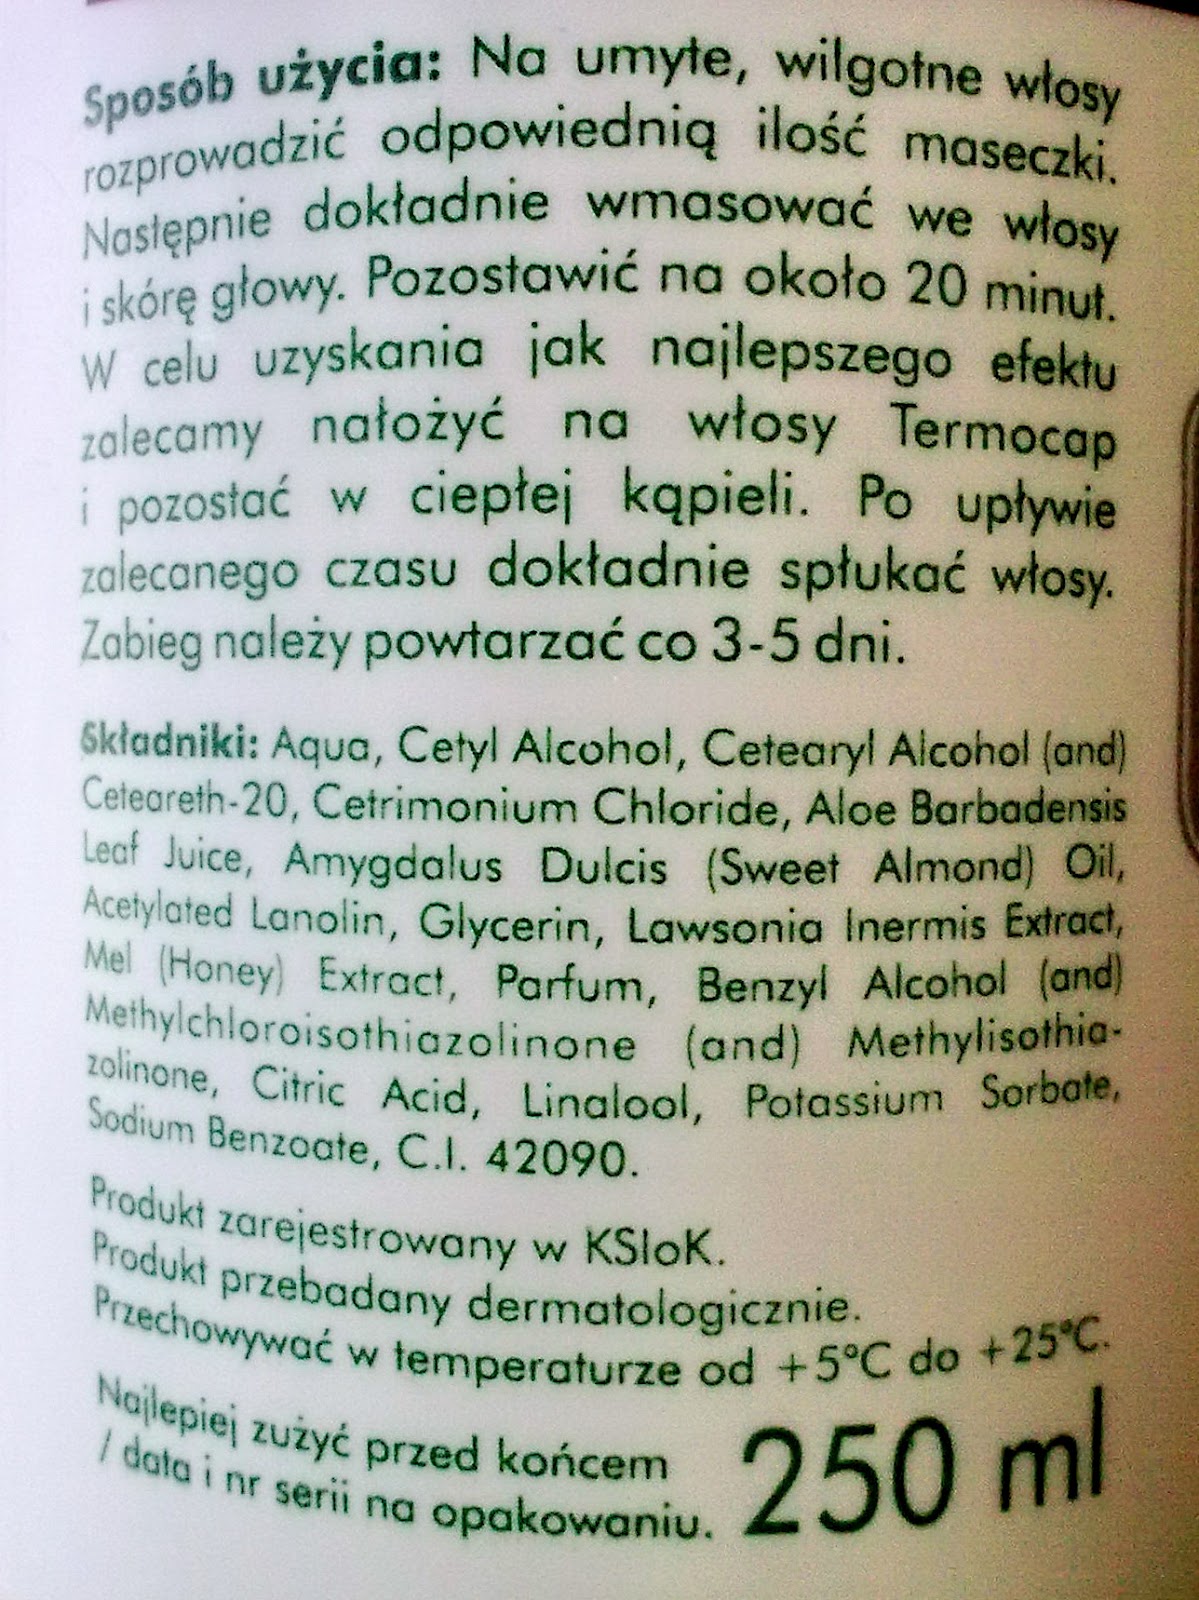 Sposób użycia: Na umyte, wilgotne włosy
rozprowadzić odpowiednią ilość maseczki.
Następnie dokładnie wmasować we włosy
i skórę głowy. Pozostawić na około 20 minut.
W celu uzyskania jak najlepszego efektu
zalecamy nałożyć na włosy Termocap
i pozostać w ciepłej kąpieli. Po upływie
zalecanego czasu dokładnie spłukać włosy.
Zabieg należy powtarzać co 3-5 dni.
Składniki: Aqua, Cetyl Alcohol, Cetearyl Alcohol (and)
Ceteareth-20, Cetrimonium Chloride, Aloe Barbadensis
Leaf Juice, Amygdalus Dulcis (Sweet Almond) Oil,
Acetylated Lanolin, Glycerin, Lawsonia Inermis Extract,
Mel (Honey) Extract, Parfum, Benzyl Alcohol (and)
Methylchloroisothiazolinone (and) Methylisothia-
zolinone, Citric Acid, Linalool, Potassium Sorbate,
Sodium Benzoate, C.I. 42090.
Produkt zarejestrowany w KSIoK.
Produkt przebadany dermatologicznie.
Przechowywać w temperaturze od +5°C do +25°C.
Najlepiej zużyć przed końcem
/ data i nr serii na opakowaniu.
250 ml